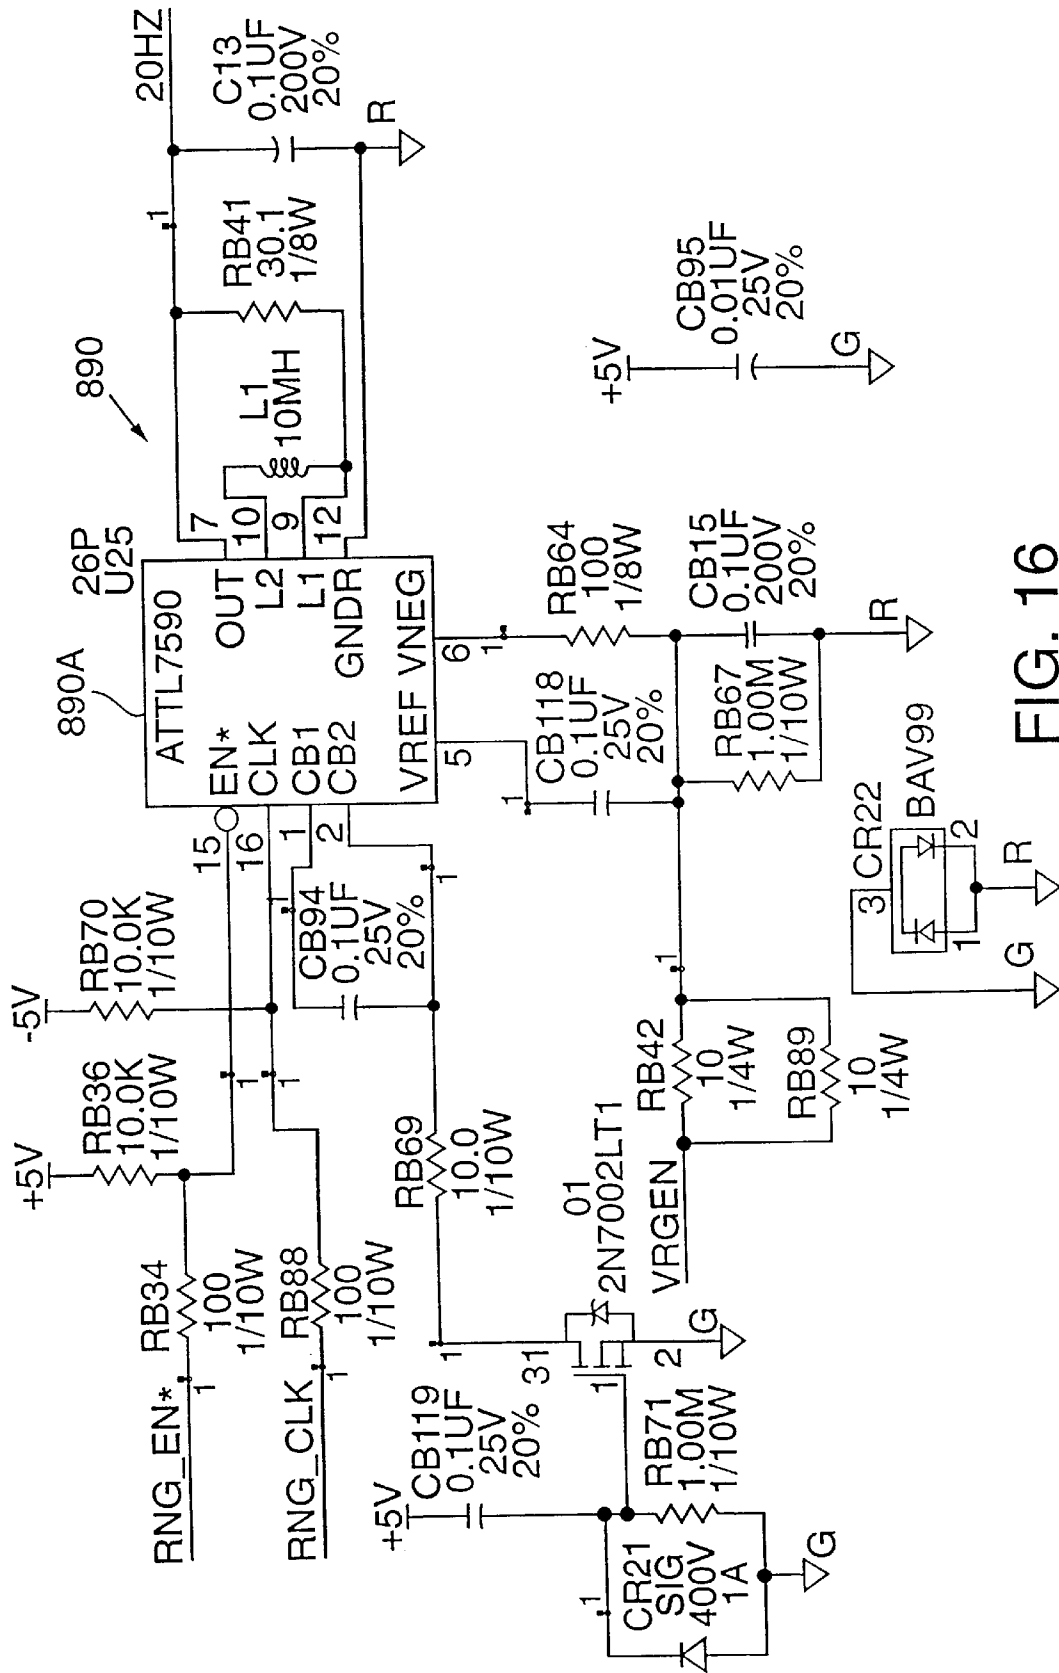 890
20HZ
C13
0.1UF
200V
20%
R
1
RB41
30.1
1/8W
L1
10MH
26P
U25
7
10
9
12
890A
ATTL7590
EN*
CLK
CB1
CB2
OUT
L2
L1
GNDR
VREF
VNEG
15
16
1
2
5
6
+5V
RB36
10.0K
1/10W
-5V
RB70
10.0K
1/10W
RNG_EN*
1
RB34
100
1/10W
1
RNG_CLK
1
RB88
100
1/10W
1
1
CB94
0.1UF
25V
20%
1
RB69
10.0
1/10W
1
+5V
CB119
0.1UF
25V
20%
31
1
2
01
2N7002LT1
G
CR21
SIG
400V
1A
1
RB71
1.00M
1/10W
G
VRGEN
RB42
10
1/4W
RB89
10
1/4W
1
1
CB118
0.1UF
25V
20%
1
RB64
100
1/8W
RB67
1.00M
1/10W
CB15
0.1UF
200V
20%
R
+5V
CB95
0.01UF
25V
20%
G
3
CR22
BAV99
1
2
G
R
FIG. 16